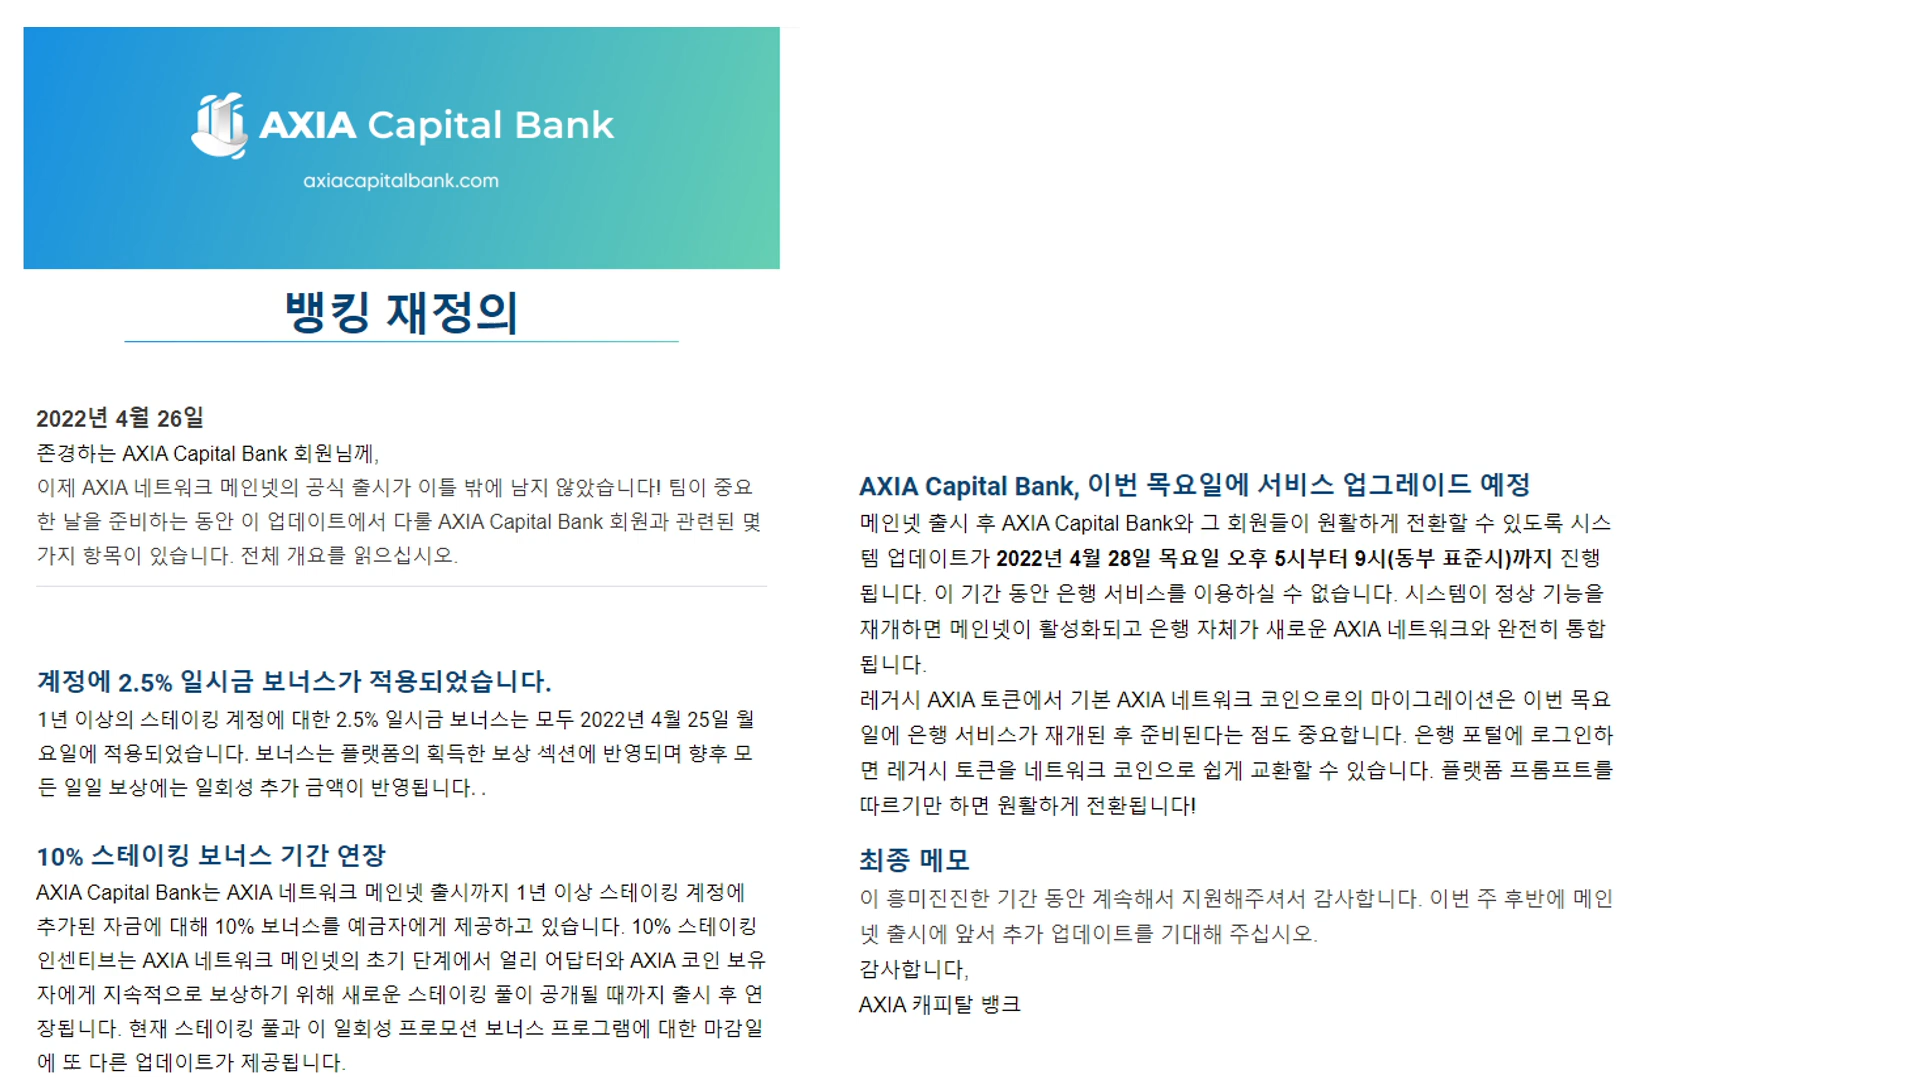 AXIA Capital Bank
axiacapitalbank.com
뱅킹 재정의
2022년 4월 26일
존경하는 AXIA Capital Bank 회원님께,
이제 AXIA 네트워크 메인넷의 공식 출시가 이틀 밖에 남지 않았습니다! 팀이 중요
한 날을 준비하는 동안 이 업데이트에서 다룰 AXIA Capital Bank 회원과 관련된 몇
가지 항목이 있습니다. 전체 개요를 읽으십시오.
계정에 2.5% 일시금 보너스가 적용되었습니다.
1년 이상의 스테이킹 계정에 대한 2.5% 일시금 보너스는 모두 2022년 4월 25일 월
요일에 적용되었습니다. 보너스는 플랫폼의 획득한 보상 섹션에 반영되며 향후 모
든 일일 보상에는 일회성 추가 금액이 반영됩니다. .
10% 스테이킹 보너스 기간 연장
AXIA Capital Bank는 AXIA 네트워크 메인넷 출시까지 1년 이상 스테이킹 계정에
추가된 자금에 대해 10% 보너스를 예금자에게 제공하고 있습니다. 10% 스테이킹
인센티브는 AXIA 네트워크 메인넷의 초기 단계에서 얼리 어답터와 AXIA 코인 보유
자에게 지속적으로 보상하기 위해 새로운 스테이킹 풀이 공개될 때까지 출시 후 연
장됩니다. 현재 스테이킹 풀과 이 일회성 프로모션 보너스 프로그램에 대한 마감일
에 또 다른 업데이트가 제공됩니다.
AXIA Capital Bank, 이번 목요일에 서비스 업그레이드 예정
메인넷 출시 후 AXIA Capital Bank와 그 회원들이 원활하게 전환할 수 있도록 시스
템 업데이트가 2022년 4월 28일 목요일 오후 5시부터 9시(동부 표준시)까지 진행
됩니다. 이 기간 동안 은행 서비스를 이용하실 수 없습니다. 시스템이 정상 기능을
재개하면 메인넷이 활성화되고 은행 자체가 새로운 AXIA 네트워크와 완전히 통합
됩니다.
레거시 AXIA 토큰에서 기본 AXIA 네트워크 코인으로의 마이그레이션은 이번 목요
일에 은행 서비스가 재개된 후 준비된다는 점도 중요합니다. 은행 포털에 로그인하
면 레거시 토큰을 네트워크 코인으로 쉽게 교환할 수 있습니다. 플랫폼 프롬프트를
따르기만 하면 원활하게 전환됩니다!
최종 메모
이 흥미진진한 기간 동안 계속해서 지원해주셔서 감사합니다. 이번 주 후반에 메인
넷 출시에 앞서 추가 업데이트를 기대해 주십시오.
감사합니다,
AXIA 캐피탈 뱅크